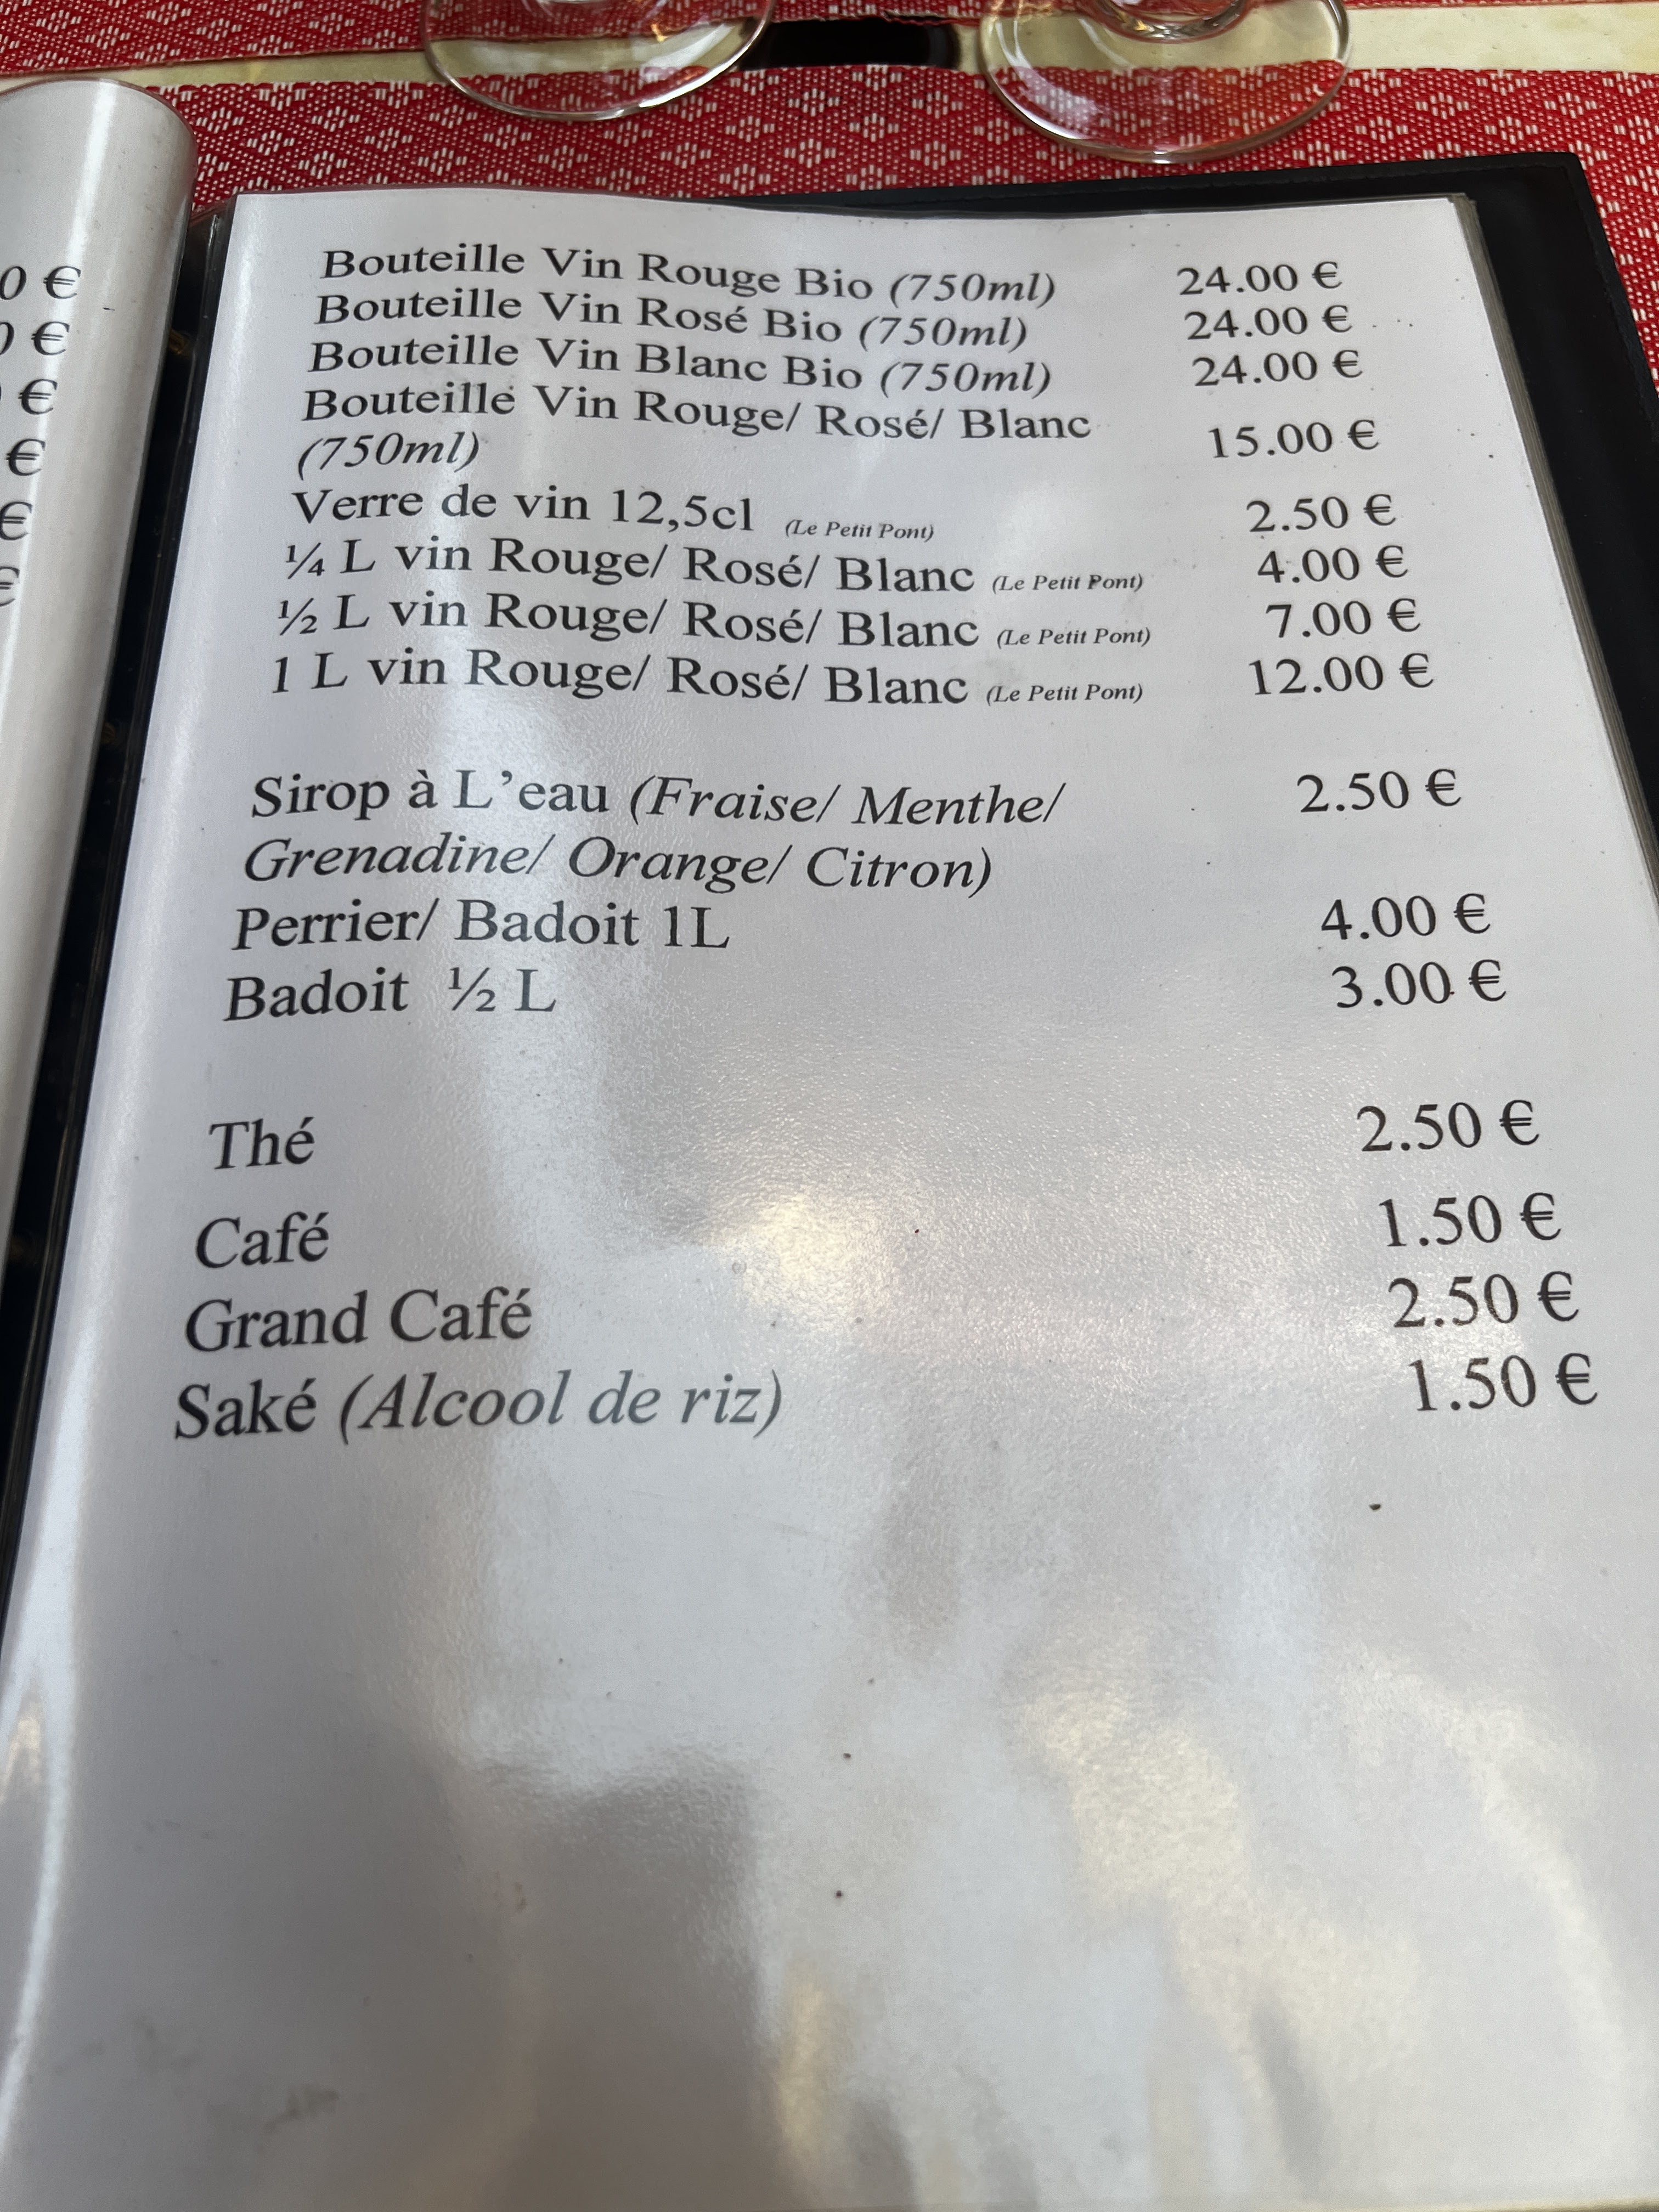 0 €
0 €
€
€
€
€
Bouteille Vin Rouge Bio (750ml) 24.00 €
Bouteille Vin Rosé Bio (750ml) 24.00 €
Bouteille Vin Blanc Bio (750ml) 24.00 €
Bouteille Vin Rouge/ Rosé/ Blanc
(750ml) 15.00 €
Verre de vin 12,5cl (Le Petit Pont) 2.50 €
¼ L vin Rouge/ Rosé/ Blanc (Le Petit Pont) 4.00 €
½ L vin Rouge/ Rosé/ Blanc (Le Petit Pont) 7.00 €
1 L vin Rouge/ Rosé/ Blanc (Le Petit Pont) 12.00 €
Sirop à L'eau (Fraise/ Menthe/ 2.50 €
Grenadine/ Orange/ Citron)
Perrier/ Badoit 1L 4.00 €
Badoit ½ L 3.00 €
Thé 2.50 €
Café 1.50 €
Grand Café 2.50 €
Saké (Alcool de riz) 1.50 €